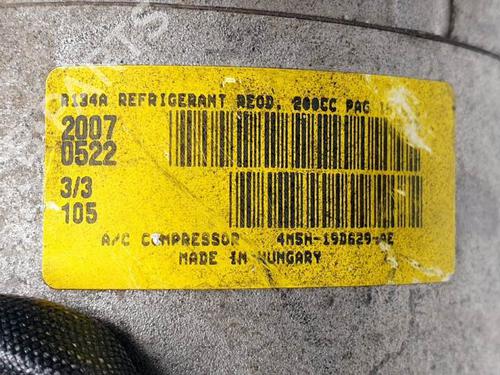 R134A REFRIGERANT REQD. 200CC PAG
2007
0522
3/3
105
A/C COMPRESSOR 4M5H-19D629-AE
MADE IN HUNGARY